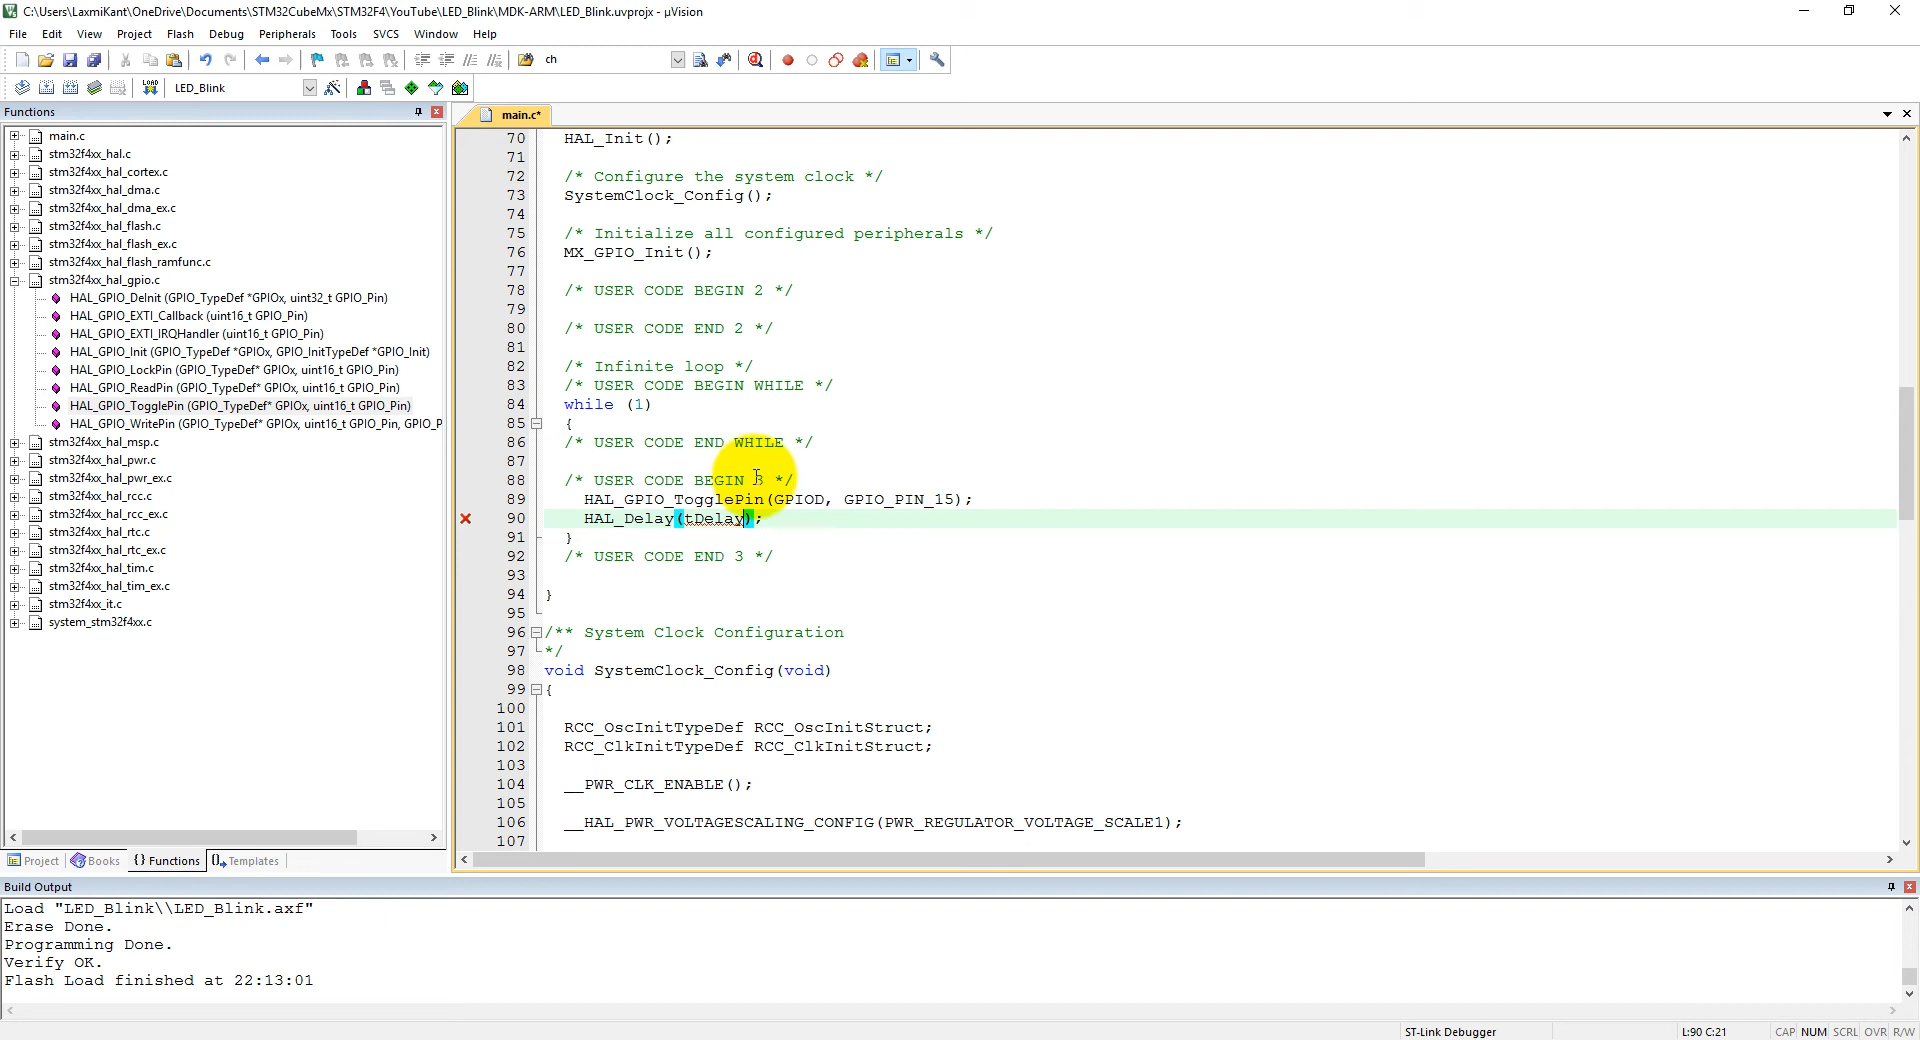 C:\Users\LaxmiKant\OneDrive\Documents\STM32CubeMx\STM32F4\YouTube\LED_Blink\MDK-ARM\LED_Blink.uvprojx - µVision
File Edit View Project Flash Debug Peripherals Tools SVCS Window Help
ch
LOAD LED_Blink
Functions
main.c
stm32f4xx_hal.c
stm32f4xx_hal_cortex.c
stm32f4xx_hal_dma.c
stm32f4xx_hal_dma_ex.c
stm32f4xx_hal_flash.c
stm32f4xx_hal_flash_ex.c
stm32f4xx_hal_flash_ramfunc.c
stm32f4xx_hal_gpio.c
HAL_GPIO_DeInit (GPIO_TypeDef *GPIOx, uint32_t GPIO_Pin)
HAL_GPIO_EXTI_Callback (uint16_t GPIO_Pin)
HAL_GPIO_EXTI_IRQHandler (uint16_t GPIO_Pin)
HAL_GPIO_Init (GPIO_TypeDef *GPIOx, GPIO_InitTypeDef *GPIO_Init)
HAL_GPIO_LockPin (GPIO_TypeDef* GPIOx, uint16_t GPIO_Pin)
HAL_GPIO_ReadPin (GPIO_TypeDef* GPIOx, uint16_t GPIO_Pin)
HAL_GPIO_TogglePin (GPIO_TypeDef* GPIOx, uint16_t GPIO_Pin)
HAL_GPIO_WritePin (GPIO_TypeDef* GPIOx, uint16_t GPIO_Pin, GPIO_P
stm32f4xx_hal_msp.c
stm32f4xx_hal_pwr.c
stm32f4xx_hal_pwr_ex.c
stm32f4xx_hal_rcc.c
stm32f4xx_hal_rcc_ex.c
stm32f4xx_hal_rtc.c
stm32f4xx_hal_rtc_ex.c
stm32f4xx_hal_tim.c
stm32f4xx_hal_tim_ex.c
stm32f4xx_it.c
system_stm32f4xx.c
Project Books {} Functions Templates
main.c*
70 HAL_Init();
71
72 /* Configure the system clock */
73 SystemClock_Config();
74
75 /* Initialize all configured peripherals */
76 MX_GPIO_Init();
77
78 /* USER CODE BEGIN 2 */
79
80 /* USER CODE END 2 */
81
82 /* Infinite loop */
83 /* USER CODE BEGIN WHILE */
84 while (1)
85 {
86 /* USER CODE END WHILE */
87
88 /* USER CODE BEGIN 3 */
89 HAL_GPIO_TogglePin(GPIOD, GPIO_PIN_15);
90 HAL_Delay(tDelay);
91 }
92 /* USER CODE END 3 */
93
94 }
95
96 /** System Clock Configuration
97 */
98 void SystemClock_Config(void)
99 {
100
101 RCC_OscInitTypeDef RCC_OscInitStruct;
102 RCC_ClkInitTypeDef RCC_ClkInitStruct;
103
104 __PWR_CLK_ENABLE();
105
106 __HAL_PWR_VOLTAGESCALING_CONFIG(PWR_REGULATOR_VOLTAGE_SCALE1);
107
Build Output
Load "LED_Blink\\LED_Blink.axf"
Erase Done.
Programming Done.
Verify OK.
Flash Load finished at 22:13:01
ST-Link Debugger L:90 C:21 CAP NUM SCRL OVR R/W